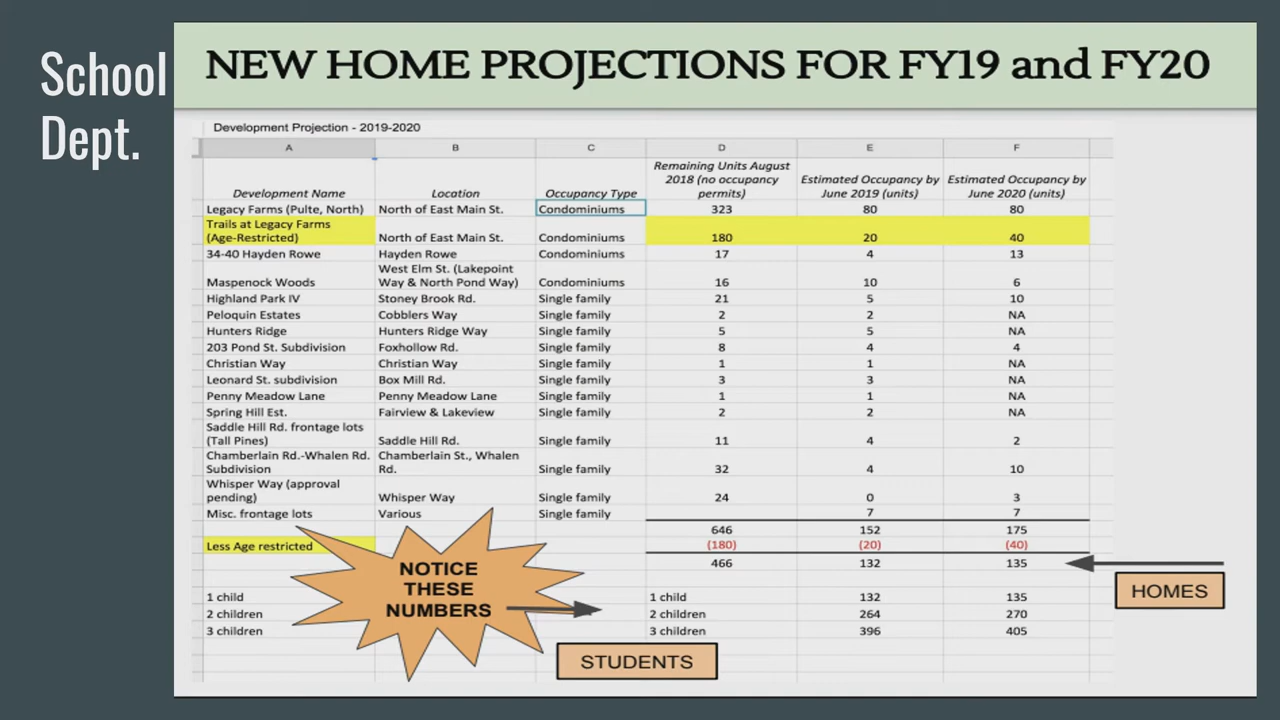 School
Dept.
NEW HOME PROJECTIONS FOR FY19 and FY20
Development Projection - 2019-2020
A B C D E F
Development Name Location Occupancy Type Remaining Units August 2018 (no occupancy permits) Estimated Occupancy by June 2019 (units) Estimated Occupancy by June 2020 (units)
Legacy Farms (Pulte, North) North of East Main St. Condominiums 323 80 80
Trails at Legacy Farms (Age-Restricted) North of East Main St. Condominiums 180 20 40
34-40 Hayden Rowe Hayden Rowe Condominiums 17 4 13
Maspenock Woods West Elm St. (Lakepoint Way & North Pond Way) Condominiums 16 10 6
Highland Park IV Stoney Brook Rd. Single family 21 5 10
Peloquin Estates Cobblers Way Single family 2 2 NA
Hunters Ridge Hunters Ridge Way Single family 5 5 NA
203 Pond St. Subdivision Foxhollow Rd. Single family 8 4 4
Christian Way Christian Way Single family 1 1 NA
Leonard St. subdivision Box Mill Rd. Single family 3 3 NA
Penny Meadow Lane Penny Meadow Lane Single family 1 1 NA
Spring Hill Est. Fairview & Lakeview Single family 2 2 NA
Saddle Hill Rd. frontage lots (Tall Pines) Saddle Hill Rd. Single family 11 4 2
Chamberlain Rd.-Whalen Rd. Subdivision Chamberlain St., Whalen Rd. Single family 32 4 10
Whisper Way (approval pending) Whisper Way Single family 24 0 3
Misc. frontage lots Various Single family 7 7
646 152 175
Less Age restricted (180) (20) (40)
466 132 135
NOTICE
THESE
NUMBERS
HOMES
1 child 1 child 132 135
2 children 2 children 264 270
3 children 3 children 396 405
STUDENTS